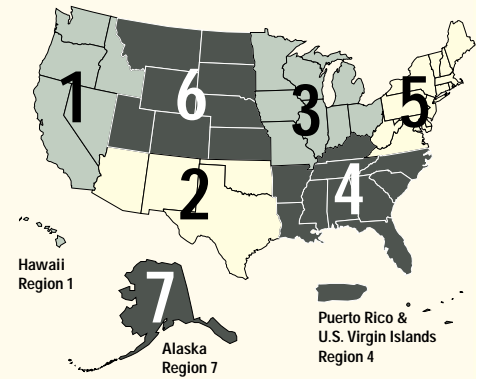 1
6
3
5
2
4
Hawaii
Region 1
7
Alaska
Region 7
Puerto Rico &
U.S. Virgin Islands
Region 4